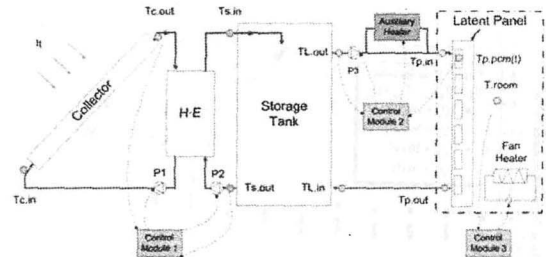 Tc.out
Ts.in
Auxiliary
Heater
Latent Panel
It
TL.out
P3
Tp.in
Tp.pcm(t)
T.room
Collector
H·E
Storage
Tank
Control
Module 2
Fan
Heater
P1
P2
Tc.in
Ts.out
TL.in
Tp.out
Control
Module 1
Control
Module 3